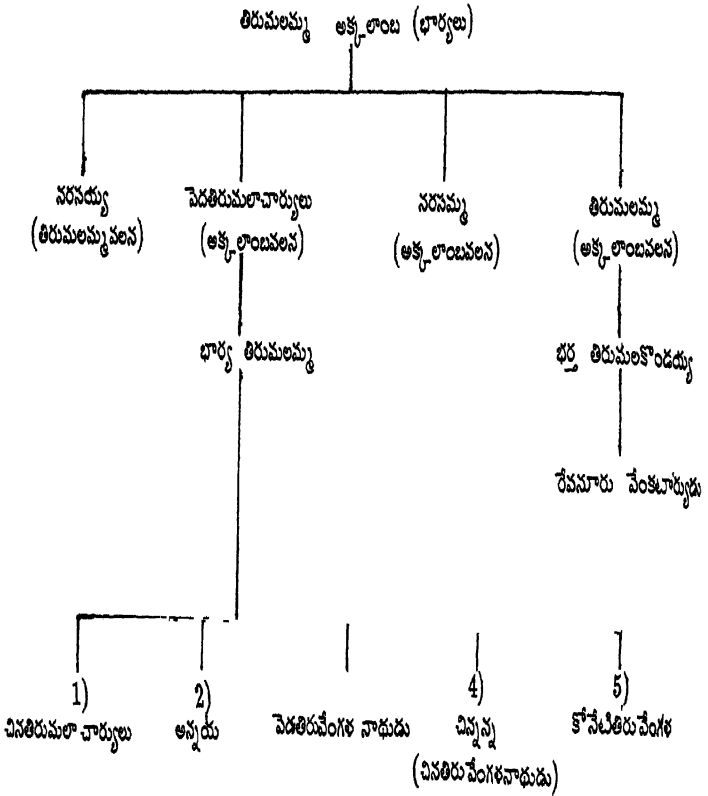 తిరుమలమ్మ అక్కలాంబ (భార్యలు)
నరసయ్య పెదతిరుమలాచార్యులు నరసమ్మ తిరుమలమ్మ
(తిరుమలమ్మవలన) (అక్కలాంబవలన) (అక్కలాంబవలన) (అక్కలాంబవలన)
భార్య తిరుమలమ్మ భర్త తిరుమలకొండయ్య
రేవనూరు వేంకటార్యుడు
1) 2) 4) 5)
చినతిరుమలా చార్యులు అన్నయ పెదతిరువేంగళ నాథుడు చిన్నన్న కోనేటితిరువేంగళ
(చినతిరువేంగళనాథుడు)